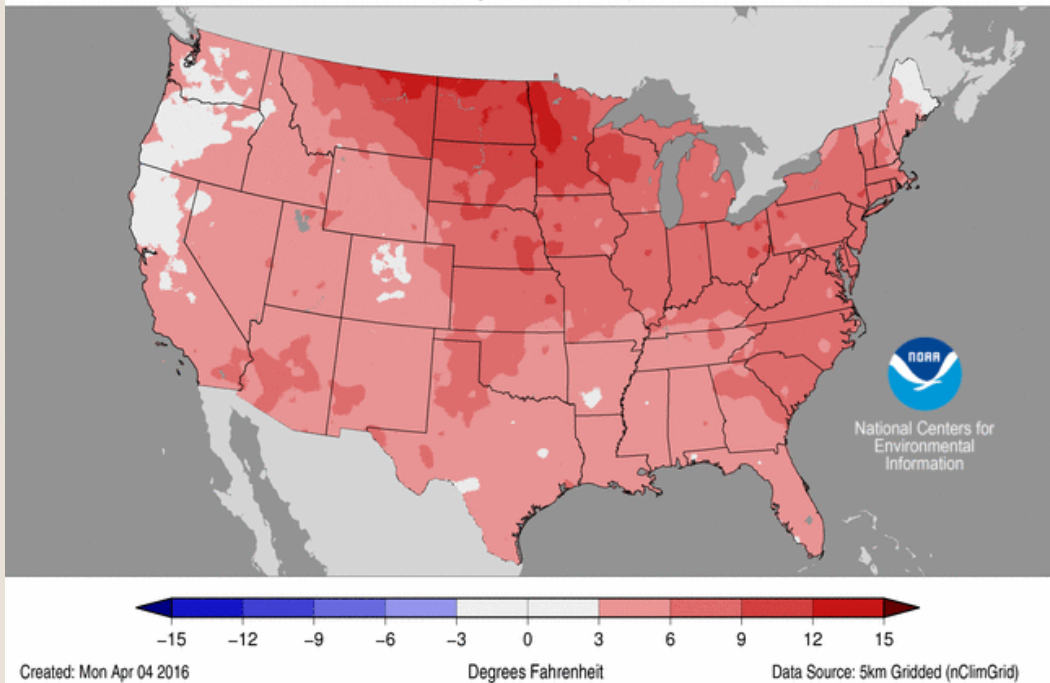 NOAA
National Centers for
Environmental
Information
−15 −12 −9 −6 −3 0 3 6 9 12 15
Created: Mon Apr 04 2016 Degrees Fahrenheit Data Source: 5km Gridded (nClimGrid)